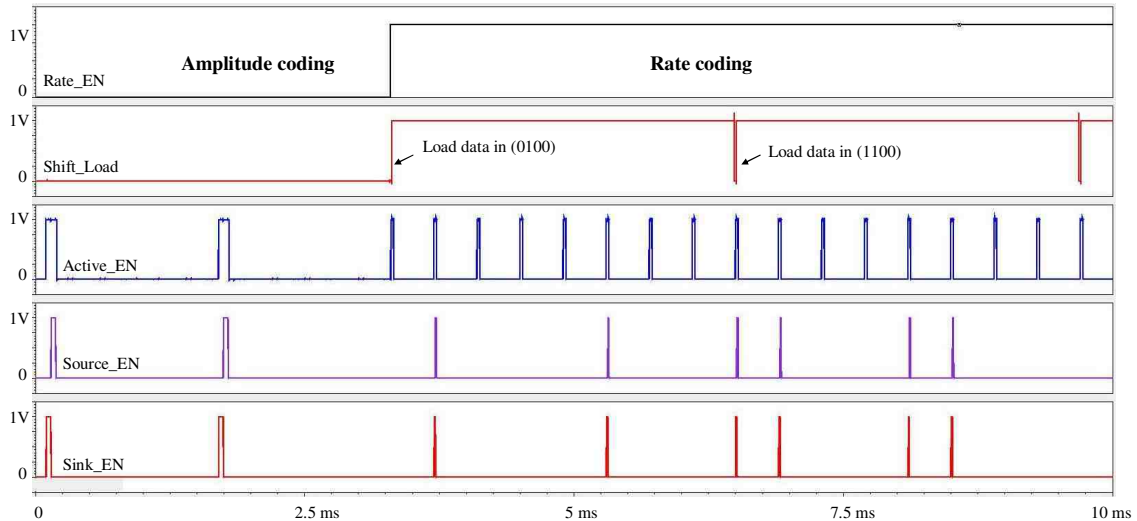 1V
Amplitude coding Rate coding
Rate_EN
0
1V
Load data in (0100) Load data in (1100)
Shift_Load
0
1V
Active_EN
0
1V
Source_EN
0
1V
Sink_EN
0
0 2.5 ms 5 ms 7.5 ms 10 ms